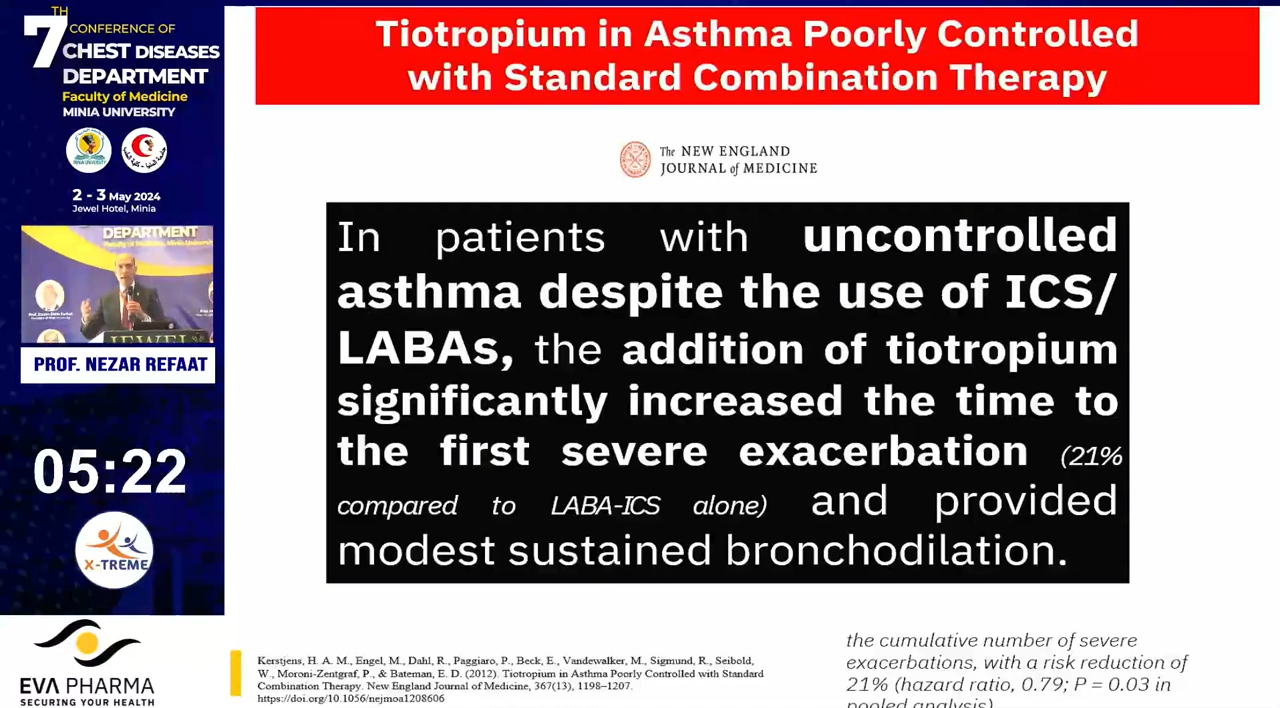 7TH
CONFERENCE OF
CHEST DISEASES
DEPARTMENT
Faculty of Medicine
MINIA UNIVERSITY
2 - 3 May 2024
Jewel Hotel, Minia
DEPARTMENT
Faculty of Medicine, Minia University
JEWEL
PROF. NEZAR REFAAT
05:22
X-TREME
EVA PHARMA
SECURING YOUR HEALTH
Tiotropium in Asthma Poorly Controlled
with Standard Combination Therapy
The NEW ENGLAND
JOURNAL of MEDICINE
In patients with uncontrolled
asthma despite the use of ICS/
LABAs, the addition of tiotropium
significantly increased the time to
the first severe exacerbation (21%
compared to LABA-ICS alone) and provided
modest sustained bronchodilation.
Kerstjens, H. A. M., Engel, M., Dahl, R., Paggiaro, P., Beck, E., Vandewalker, M., Sigmund, R., Seibold,
W., Moroni-Zentgraf, P., & Bateman, E. D. (2012). Tiotropium in Asthma Poorly Controlled with Standard
Combination Therapy. New England Journal of Medicine, 367(13), 1198–1207.
https://doi.org/10.1056/nejmoa1208606
the cumulative number of severe
exacerbations, with a risk reduction of
21% (hazard ratio, 0.79; P = 0.03 in
pooled analysis)